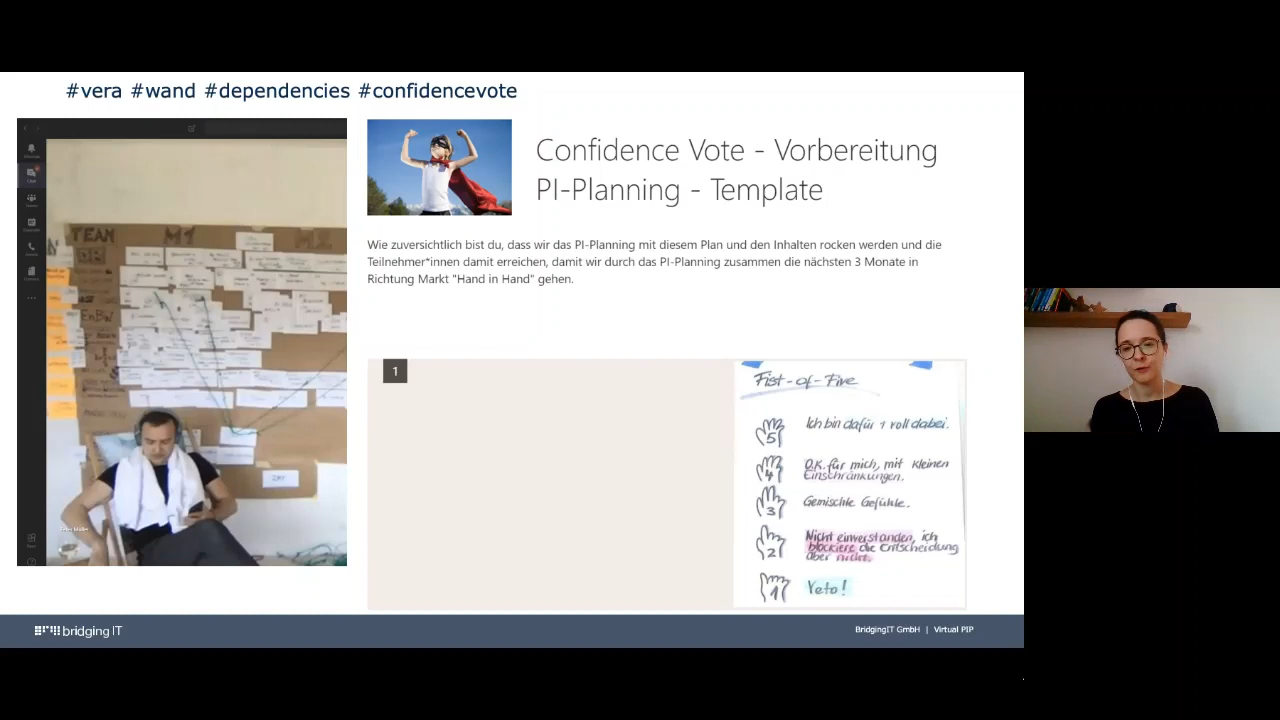 #vera #wand #dependencies #confidencevote
TEAM M1
EnBW
Confidence Vote - Vorbereitung
PI-Planning - Template
Wie zuversichtlich bist du, dass wir das PI-Planning mit diesem Plan und den Inhalten rocken werden und die
Teilnehmer*innen damit erreichen, damit wir durch das PI-Planning zusammen die nächsten 3 Monate in
Richtung Markt "Hand in Hand" gehen.
1
Fist-of-Five
5 Ich bin dafür & voll dabei.
4 O.K. für mich, mit kleinen
Einschränkungen.
3 Gemischte Gefühle.
2 Nicht einverstanden, ich
blockiere die Entscheidung
aber nicht.
1 Veto!
bridging IT
BridgingIT GmbH | Virtual PIP